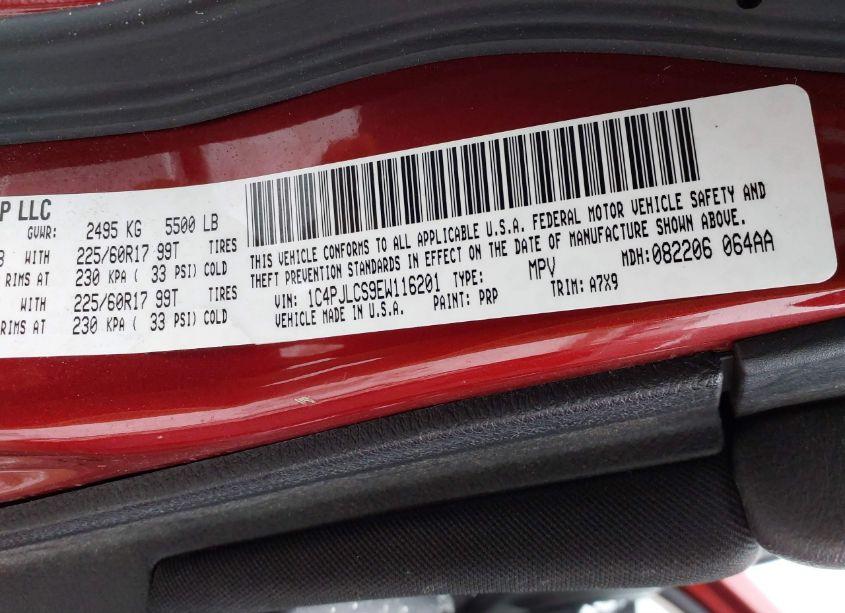 P LLC
GVWR: 2495 KG 5500 LB
WITH 225/60R17 99T TIRES
RIMS AT 230 KPA ( 33 PSI) COLD
WITH 225/60R17 99T TIRES
RIMS AT 230 KPA ( 33 PSI) COLD
THIS VEHICLE CONFORMS TO ALL APPLICABLE U.S.A. FEDERAL MOTOR VEHICLE SAFETY AND
THEFT PREVENTION STANDARDS IN EFFECT ON THE DATE OF MANUFACTURE SHOWN ABOVE.
VIN: 1C4PJLCS9EW116201 TYPE: MPV MDH: 082206 064AA
VEHICLE MADE IN U.S.A. PAINT: PRP TRIM: A7X9